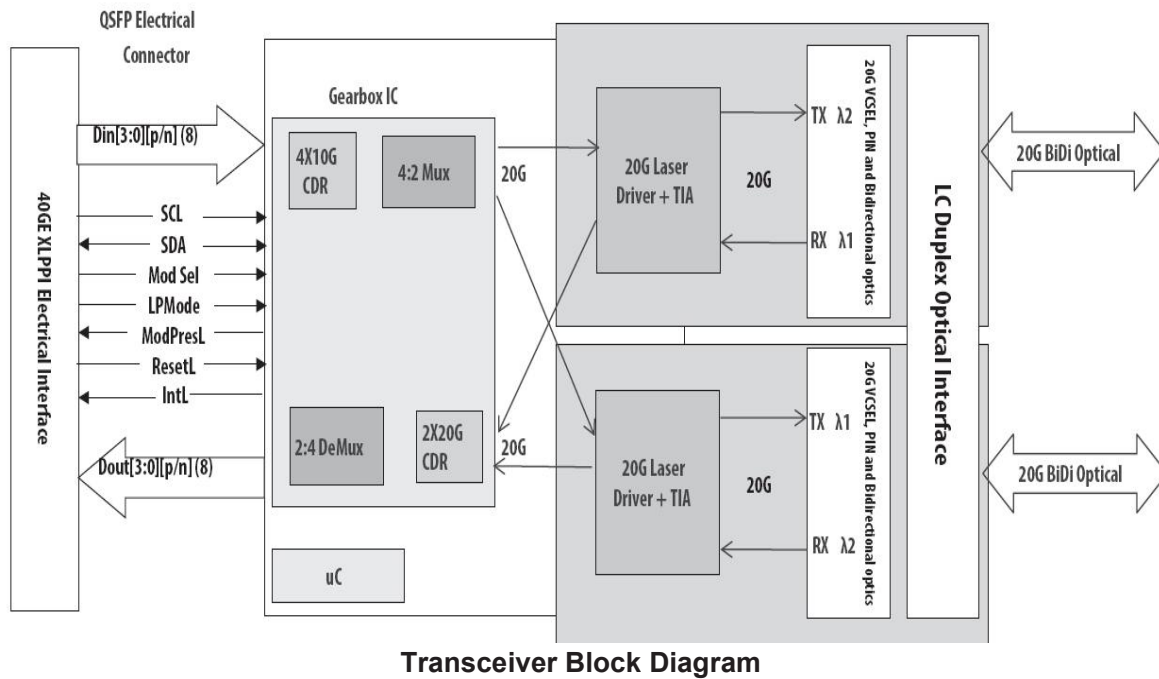 QSFP Electrical
Connector
40GE XLPPI Electrical Interface
Din[3:0][p/n] (8)
SCL
SDA
Mod Sel
LPMode
ModPresL
ResetL
IntL
Dout[3:0][p/n] (8)
Gearbox IC
4X10G
CDR
4:2 Mux
2:4 DeMux
2X20G
CDR
uC
20G
20G
20G Laser
Driver + TIA
20G
TX λ2
RX λ1
20G VCSEL, PIN and Bidirectional optics
20G Laser
Driver + TIA
20G
TX λ1
RX λ2
20G VCSEL, PIN and Bidirectional optics
LC Duplex Optical Interface
20G BiDi Optical
20G BiDi Optical
Transceiver Block Diagram